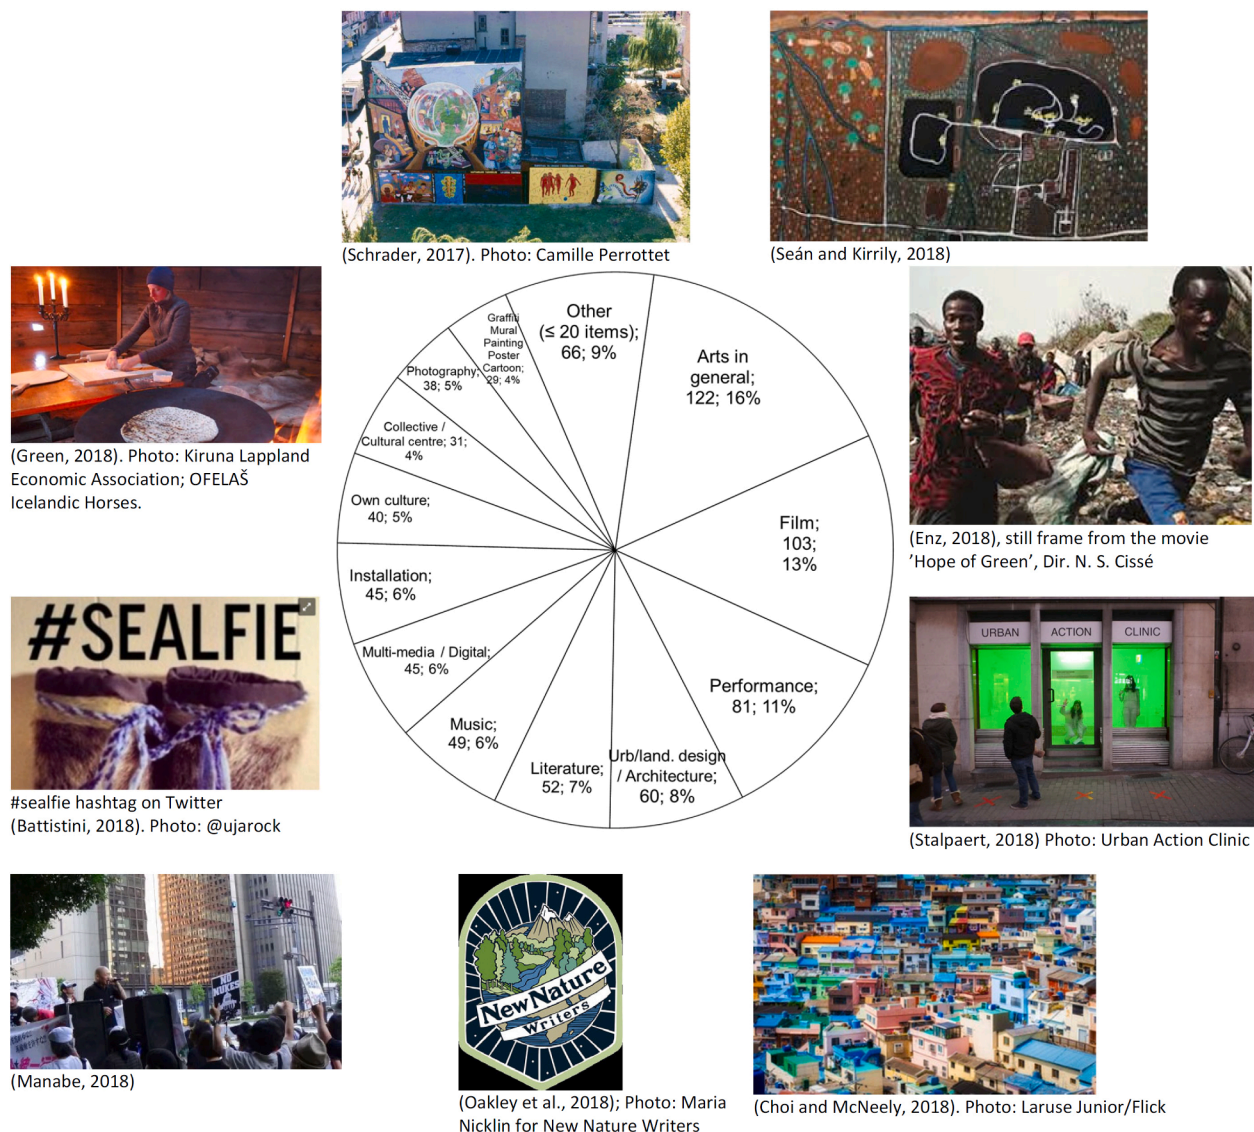 (Schrader, 2017). Photo: Camille Perrottet
(Seán and Kirrily, 2018)
(Green, 2018). Photo: Kiruna Lappland
Economic Association; OFELAŠ
Icelandic Horses.
Graffiti
Mural
Painting
Poster
Cartoon;
29; 4%
Other
(≤ 20 items);
66; 9%
Arts in
general;
122; 16%
Photography;
38; 5%
Collective /
Cultural centre; 31;
4%
Own culture;
40; 5%
Film;
103;
13%
(Enz, 2018), still frame from the movie
’Hope of Green’, Dir. N. S. Cissé
Installation;
45; 6%
#SEALFIE
Multi-media / Digital;
45; 6%
Music;
49; 6%
Literature;
52; 7%
Urb/land. design
/ Architecture;
60; 8%
Performance;
81; 11%
URBAN ACTION CLINIC
#sealfie hashtag on Twitter
(Battistini, 2018). Photo: @ujarock
(Stalpaert, 2018) Photo: Urban Action Clinic
NO
NUKES
(Manabe, 2018)
New Nature
Writers
(Oakley et al., 2018); Photo: Maria
Nicklin for New Nature Writers
(Choi and McNeely, 2018). Photo: Laruse Junior/Flick